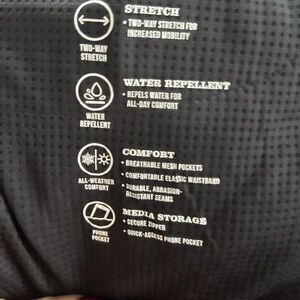 STRETCH
• TWO-WAY STRETCH FOR
INCREASED MOBILITY
TWO-WAY
STRETCH
WATER REPELLENT
• REPELS WATER FOR
ALL-DAY COMFORT
WATER
REPELLENT
COMFORT
• BREATHABLE MESH POCKETS
• COMFORTABLE ELASTIC WAISTBAND
• DURABLE, ABRASION-
RESISTANT SEAMS
ALL-WEATHER
COMFORT
MEDIA STORAGE
• SECURE ZIPPER
• QUICK-ACCESS PHONE POCKET
PHONE
POCKET